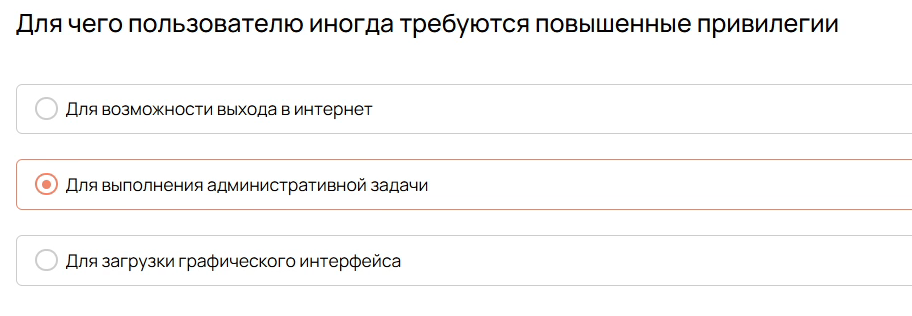 Для чего пользователю иногда требуются повышенные привилегии
Для возможности выхода в интернет
Для выполнения административной задачи
Для загрузки графического интерфейса